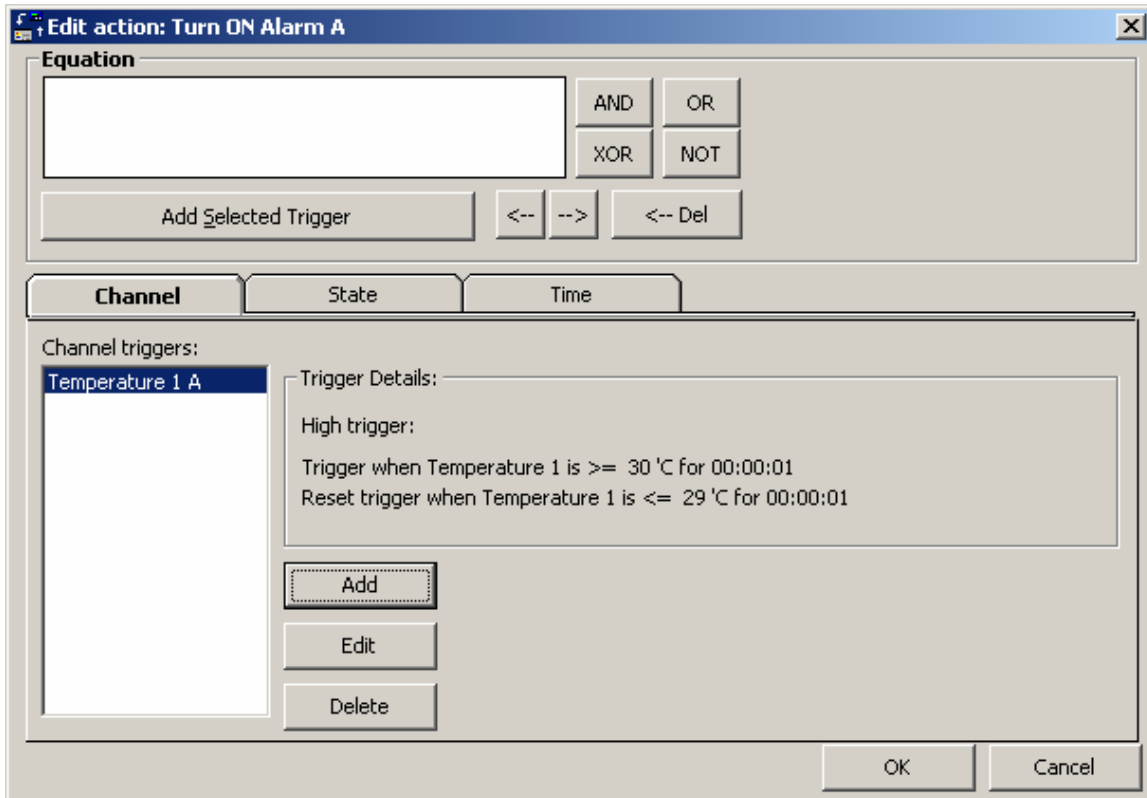 Edit action: Turn ON Alarm A
Equation
AND OR
XOR NOT
Add Selected Trigger <-- --> <-- Del
Channel State Time
Channel triggers:
Temperature 1 A
Trigger Details:
High trigger:
Trigger when Temperature 1 is >= 30 'C for 00:00:01
Reset trigger when Temperature 1 is <= 29 'C for 00:00:01
Add
Edit
Delete
OK Cancel